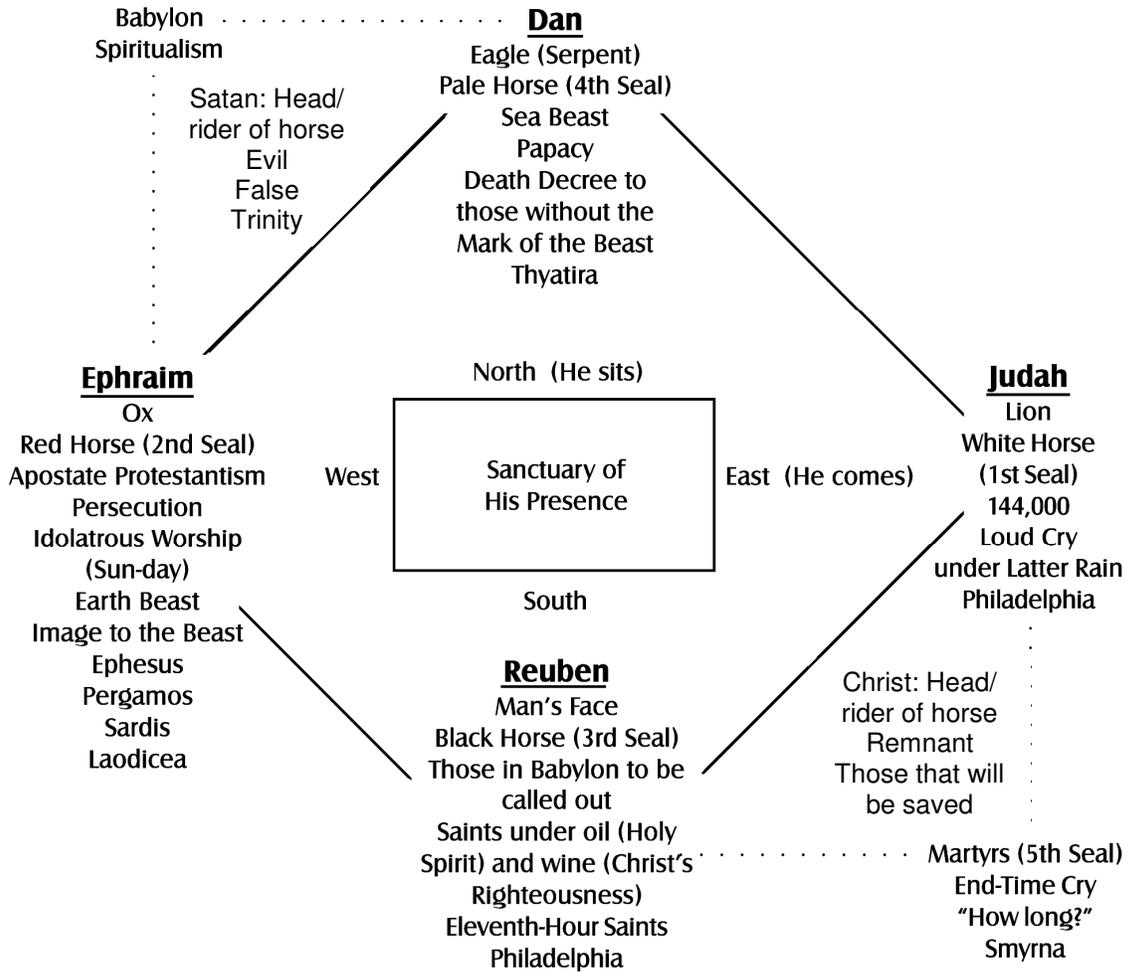 Babylon
Spiritualism
Dan
Eagle (Serpent)
Pale Horse (4th Seal)
Sea Beast
Papacy
Death Decree to
those without the
Mark of the Beast
Thyatira
Satan: Head/
rider of horse
Evil
False
Trinity
Ephraim
Ox
Red Horse (2nd Seal)
Apostate Protestantism
Persecution
Idolatrous Worship
(Sun-day)
Earth Beast
Image to the Beast
Ephesus
Pergamos
Sardis
Laodicea
North (He sits)
West
Sanctuary of
His Presence
East (He comes)
South
Judah
Lion
White Horse
(1st Seal)
144,000
Loud Cry
under Latter Rain
Philadelphia
Reuben
Man's Face
Black Horse (3rd Seal)
Those in Babylon to be
called out
Saints under oil (Holy
Spirit) and wine (Christ's
Righteousness)
Eleventh-Hour Saints
Philadelphia
Christ: Head/
rider of horse
Remnant
Those that will
be saved
Martyrs (5th Seal)
End-Time Cry
"How long?"
Smyrna